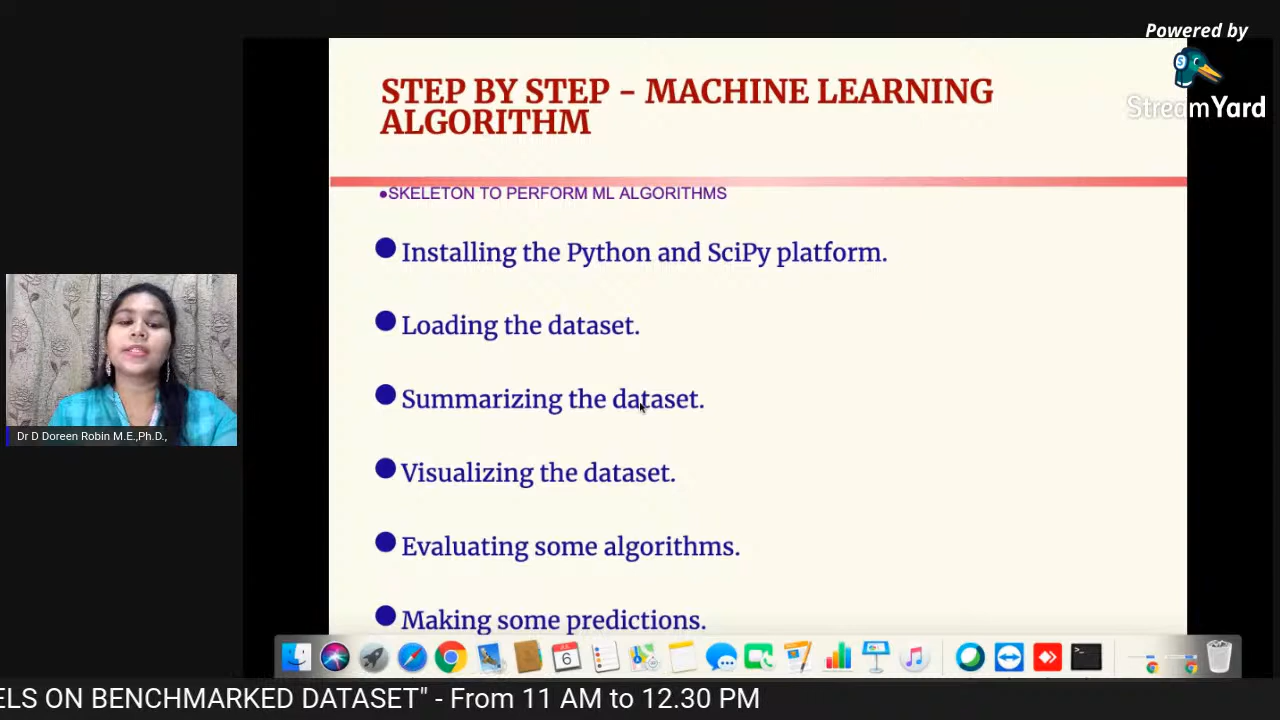 Powered by
StreamYard
STEP BY STEP - MACHINE LEARNING
ALGORITHM
●SKELETON TO PERFORM ML ALGORITHMS
● Installing the Python and SciPy platform.
● Loading the dataset.
● Summarizing the dataset.
● Visualizing the dataset.
● Evaluating some algorithms.
● Making some predictions.
Dr D Doreen Robin M.E.,Ph.D.,
JUL
6
ELS ON BENCHMARKED DATASET" - From 11 AM to 12.30 PM